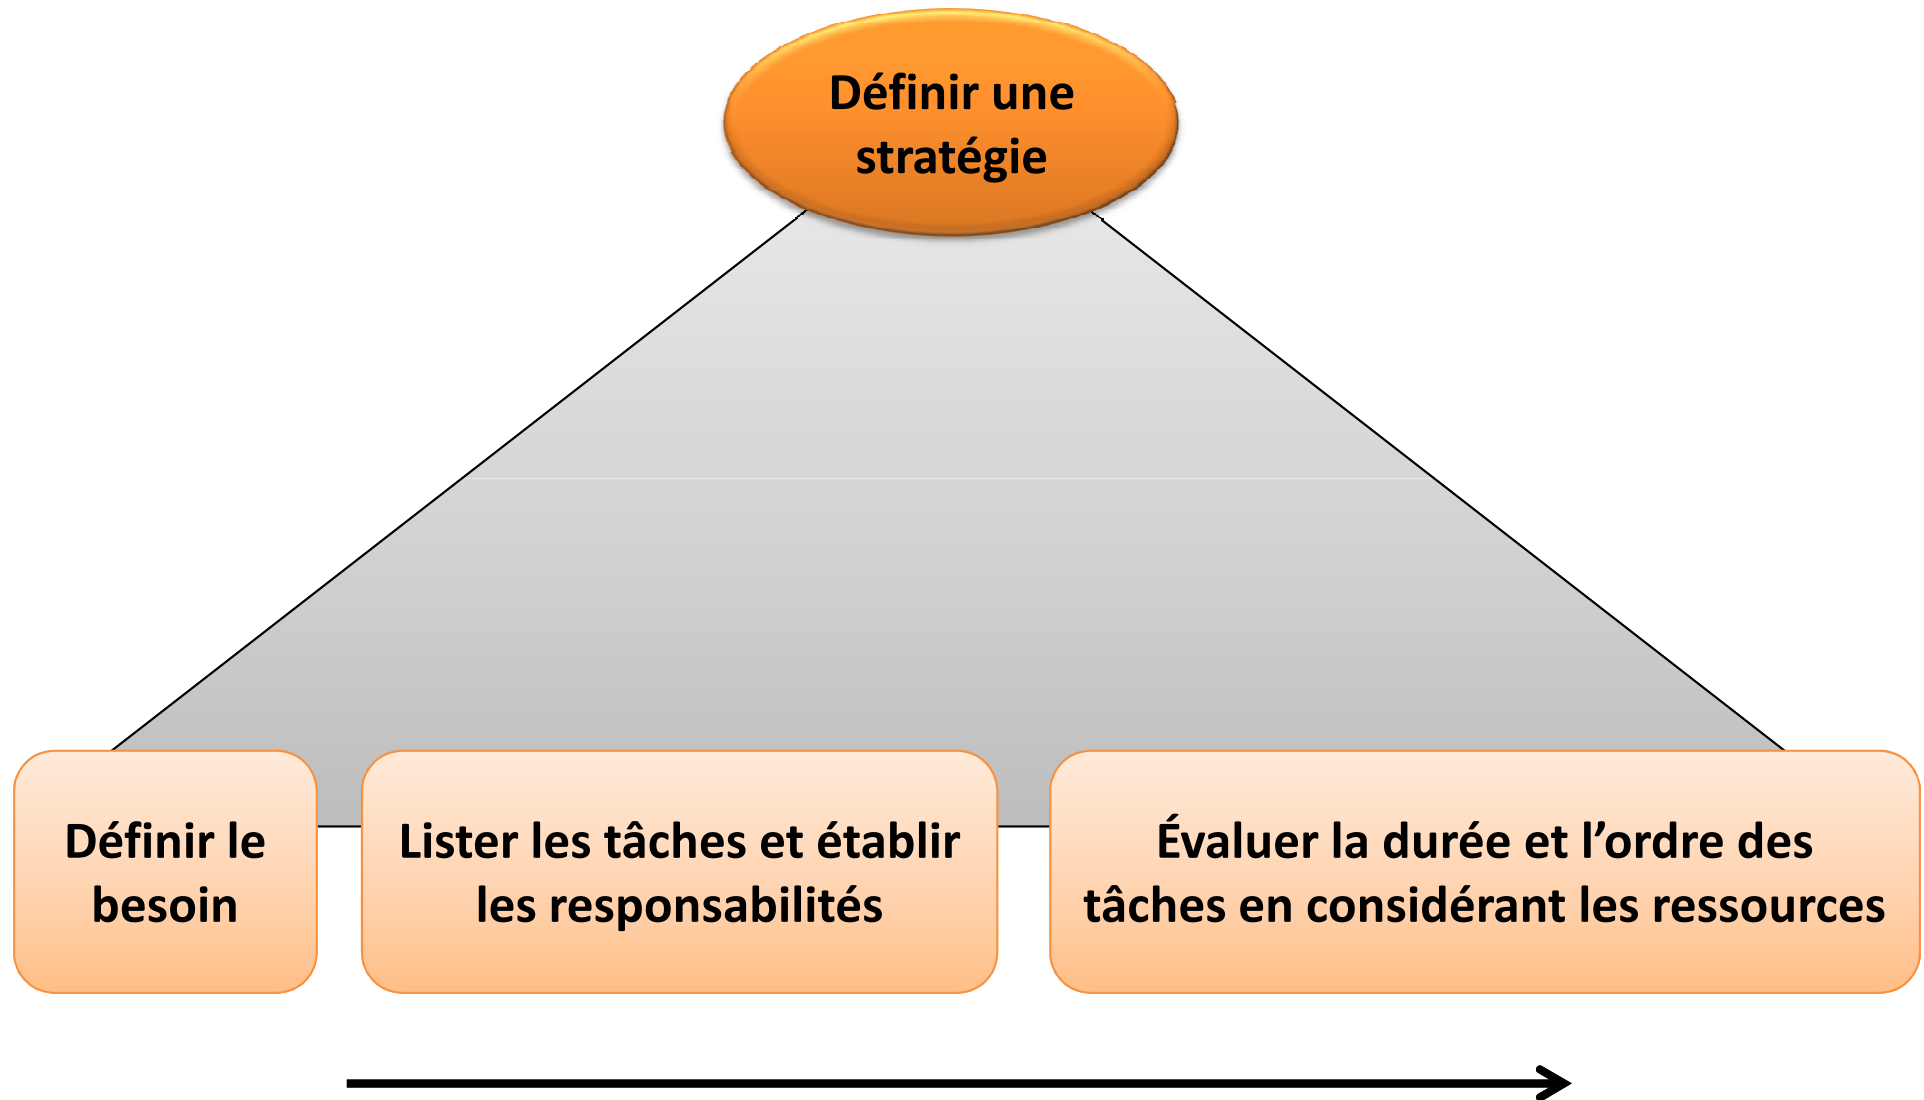 Définir une
stratégie
Définir le
besoin
Lister les tâches et établir
les responsabilités
Évaluer la durée et l’ordre des
tâches en considérant les ressources